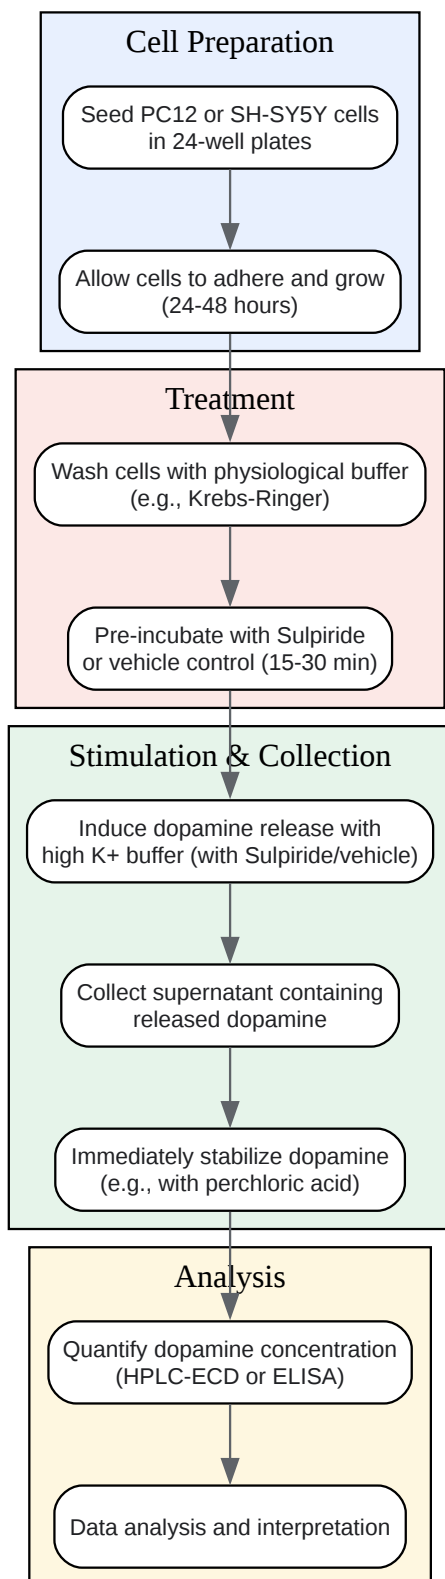 Cell Preparation
Seed PC12 or SH-SY5Y cells
in 24-well plates
Allow cells to adhere and grow
(24-48 hours)
Treatment
Wash cells with physiological buffer
(e.g., Krebs-Ringer)
Pre-incubate with Sulpiride
or vehicle control (15-30 min)
Stimulation & Collection
Induce dopamine release with
high K+ buffer (with Sulpiride/vehicle)
Collect supernatant containing
released dopamine
Immediately stabilize dopamine
(e.g., with perchloric acid)
Analysis
Quantify dopamine concentration
(HPLC-ECD or ELISA)
Data analysis and interpretation